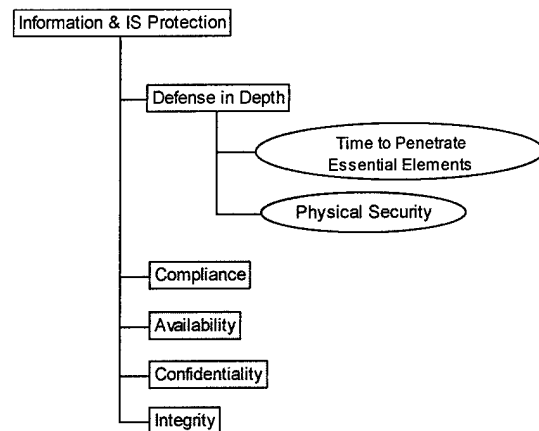 Information & IS Protection
Defense in Depth
Time to Penetrate
Essential Elements
Physical Security
Compliance
Availability
Confidentiality
Integrity